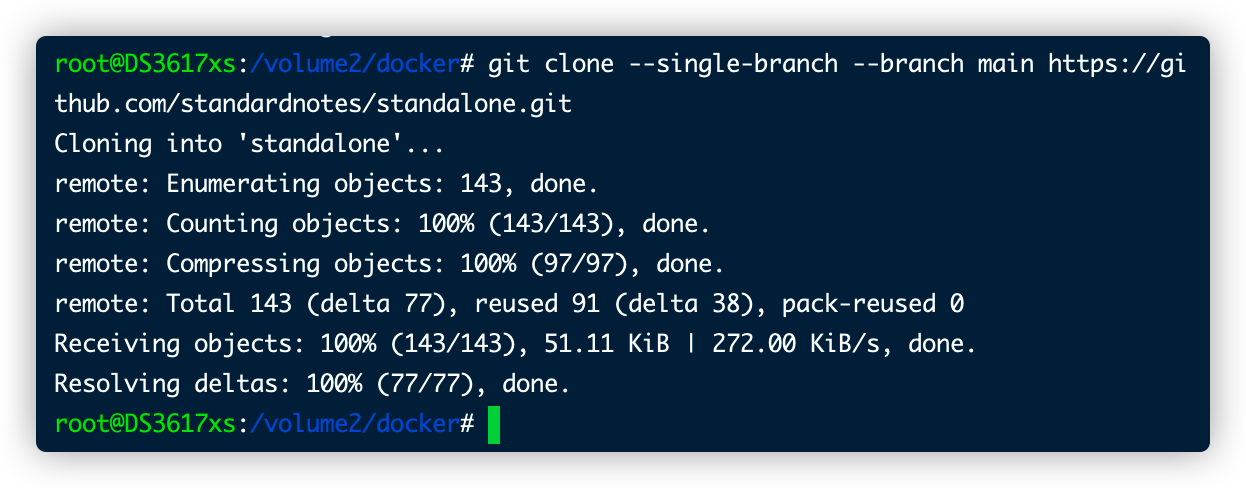 root@DS3617xs:/volume2/docker# git clone --single-branch --branch main https://gi
thub.com/standardnotes/standalone.git
Cloning into 'standalone'...
remote: Enumerating objects: 143, done.
remote: Counting objects: 100% (143/143), done.
remote: Compressing objects: 100% (97/97), done.
remote: Total 143 (delta 77), reused 91 (delta 38), pack-reused 0
Receiving objects: 100% (143/143), 51.11 KiB | 272.00 KiB/s, done.
Resolving deltas: 100% (77/77), done.
root@DS3617xs:/volume2/docker#